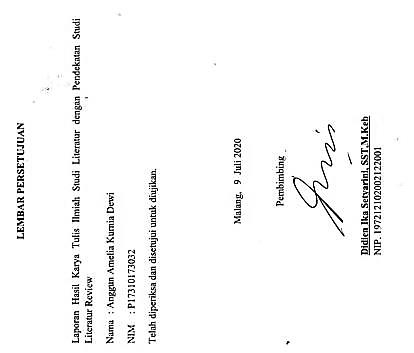 LEMBAR PERSETUJUAN
Laporan Hasil Karya Tulis Ilmiah Studi Literatur dengan Pendekatan Studi
Literatur Review
Nama : Anggun Amelia Kurnia Dewi
NIM : P17310173032
Telah diperiksa dan disetujui untuk diujikan.
Malang, 9 Juli 2020
Pembimbing
Didien Ika Setyarini, SST,M.Keb
NIP. 197212102002122001